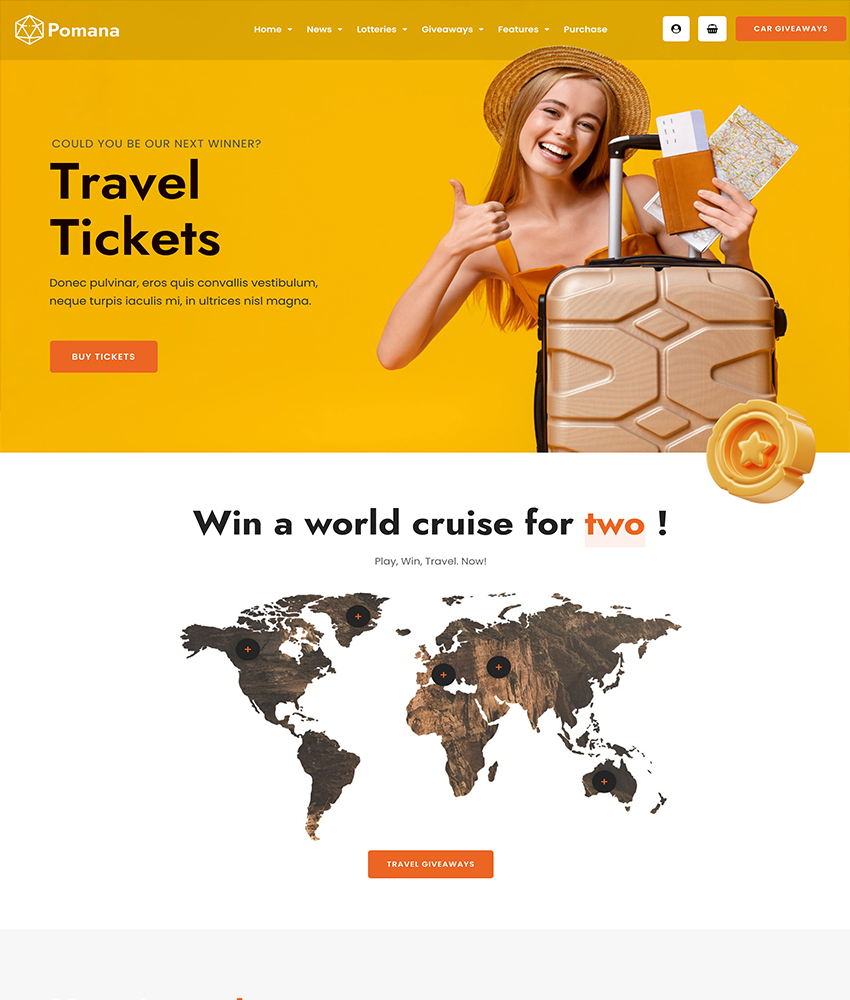 Pomana
Home News Lotteries Giveaways Features Purchase
CAR GIVEAWAYS
COULD YOU BE OUR NEXT WINNER?
Travel
Tickets
Donec pulvinar, eros quis convallis vestibulum,
neque turpis iaculis mi, in ultrices nisl magna.
BUY TICKETS
Win a world cruise for two !
Play, Win, Travel. Now!
+
+
+
+
+
TRAVEL GIVEAWAYS